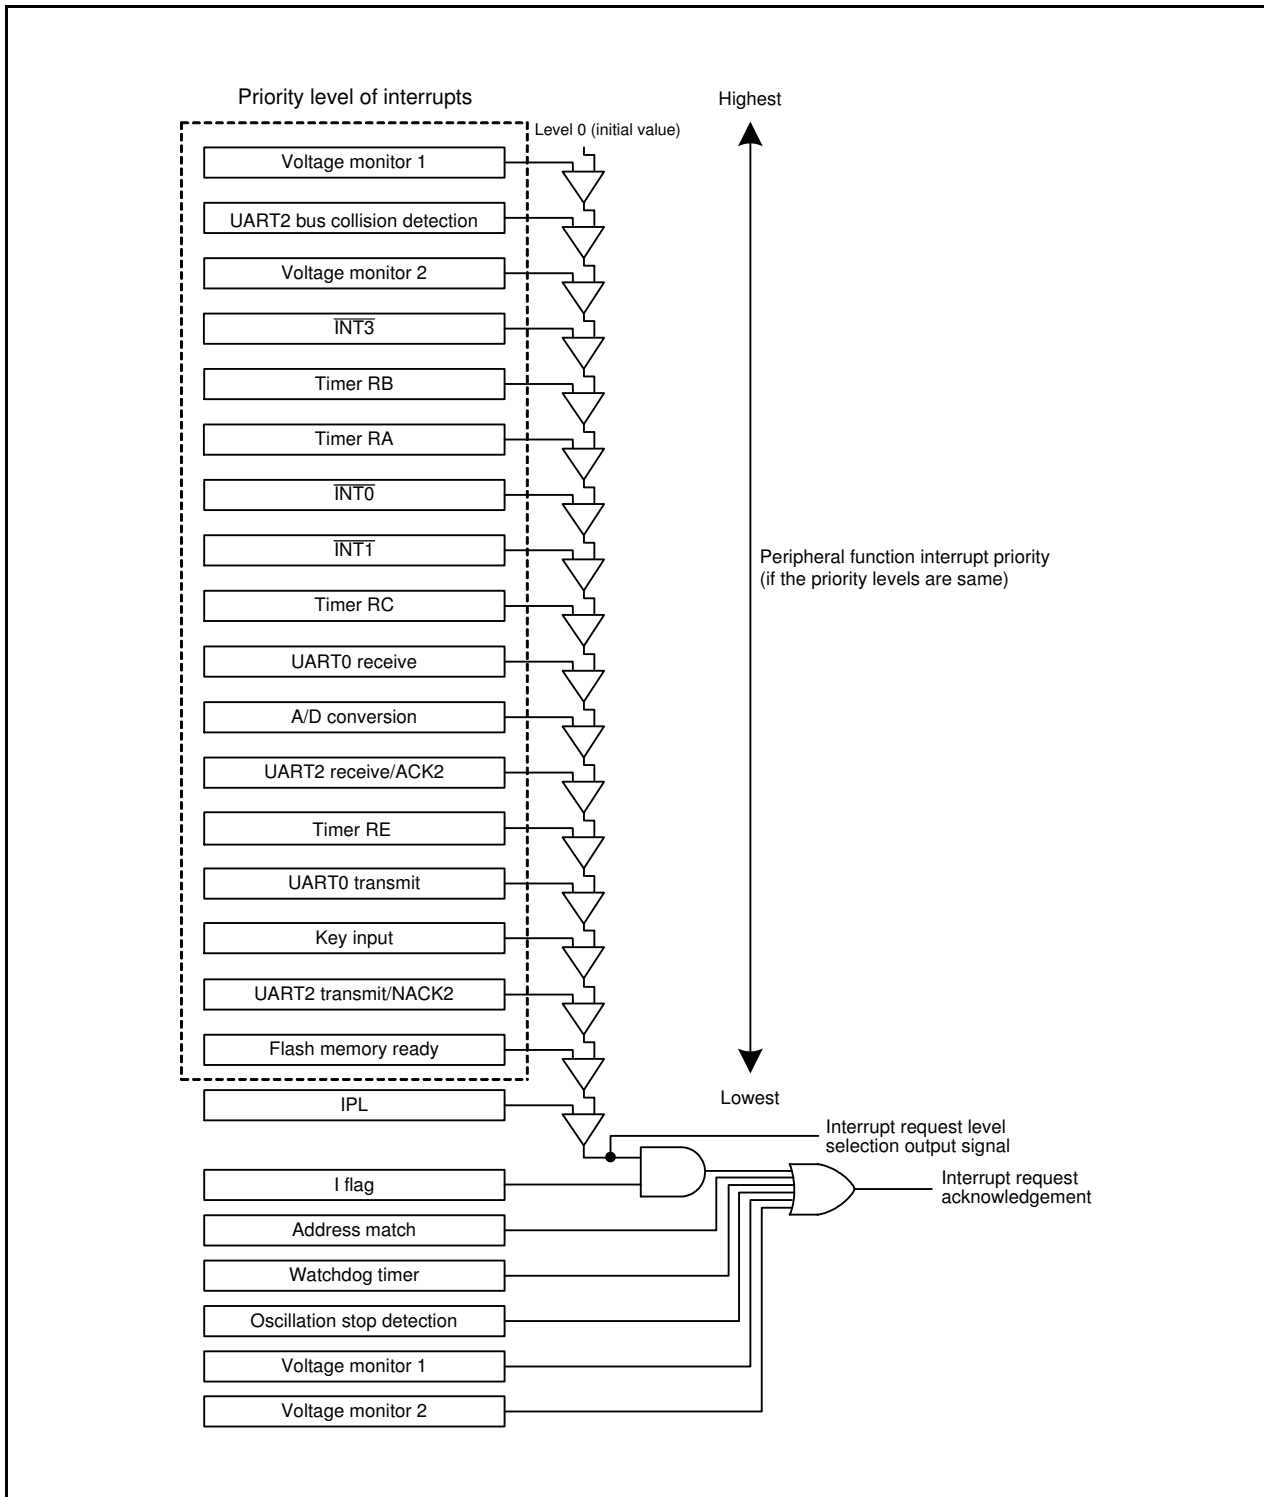 Priority level of interrupts
Highest
Level 0 (initial value)
Voltage monitor 1
UART2 bus collision detection
Voltage monitor 2
INT3
Timer RB
Timer RA
INT0
INT1
Peripheral function interrupt priority
(if the priority levels are same)
Timer RC
UART0 receive
A/D conversion
UART2 receive/ACK2
Timer RE
UART0 transmit
Key input
UART2 transmit/NACK2
Flash memory ready
Lowest
IPL
Interrupt request level
selection output signal
I flag
Interrupt request
acknowledgement
Address match
Watchdog timer
Oscillation stop detection
Voltage monitor 1
Voltage monitor 2